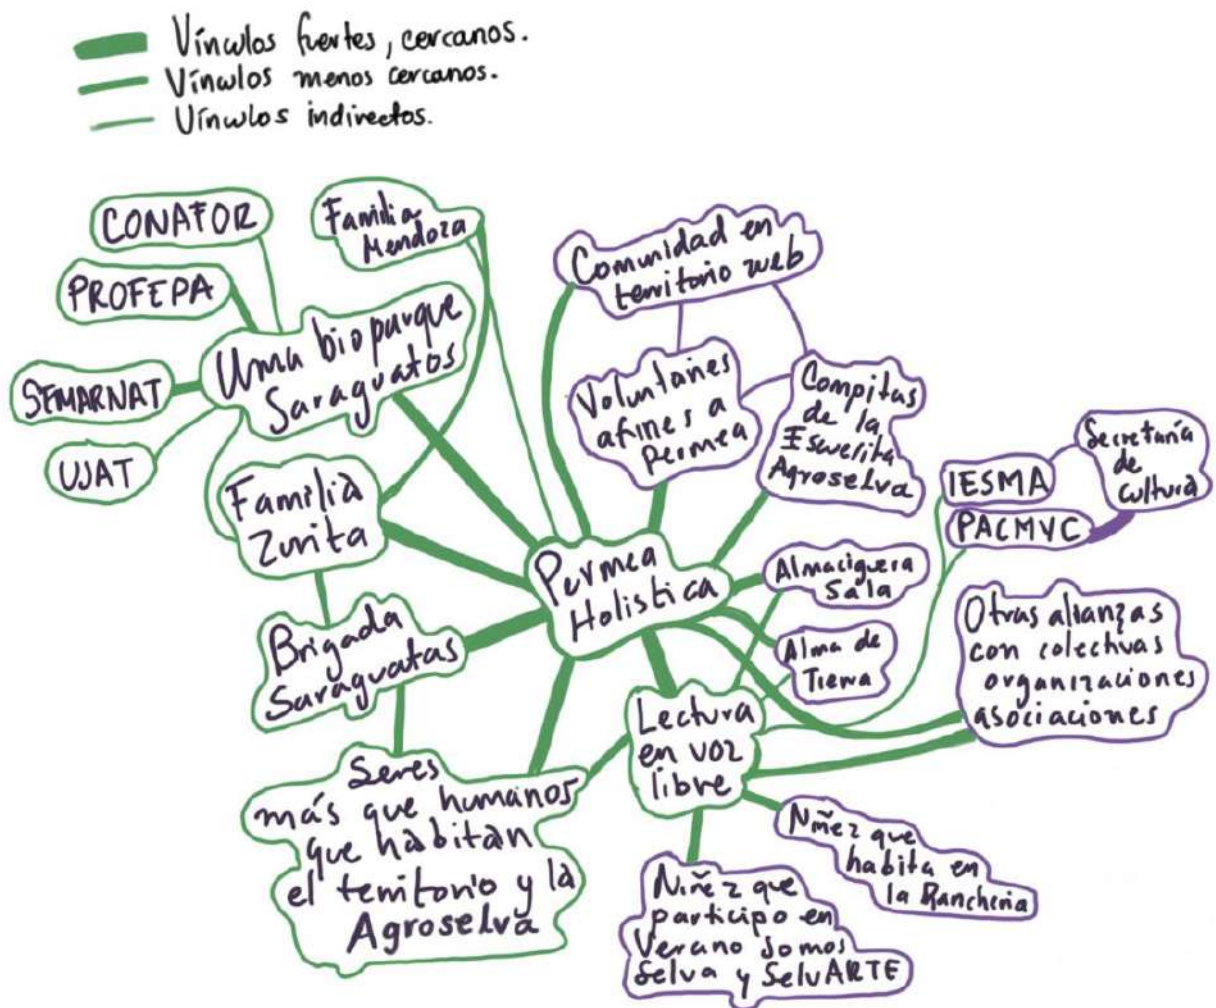 Vínculos fuertes, cercanos.
Vínculos menos cercanos.
Vínculos indirectos.
CONAFOR
Familia
Mendoza
PROFEPA
Uma bioparque
Saraguatos
SEMARNAT
UJAT
Familia
Zurita
Comunidad en
territorio web
Voluntaries
afines a
permea
Compitas
de la
Escuelita
Agroselva
IESMA
PACMYC
Secretaría
de
cultura
Permea
Holistica
Almaciguera
Sala
Alma de
Tierra
Otras alianzas
con colectivas
organizaciones
asociaciones
Brigada
Saraguatas
Lectura
en voz
libre
Seres
más que humanos
que habitan
el territorio y la
Agroselva
Niñez que
habita en
la Rancheria
Niñez que
participo en
Verano Somos
Selva y SelvARTE